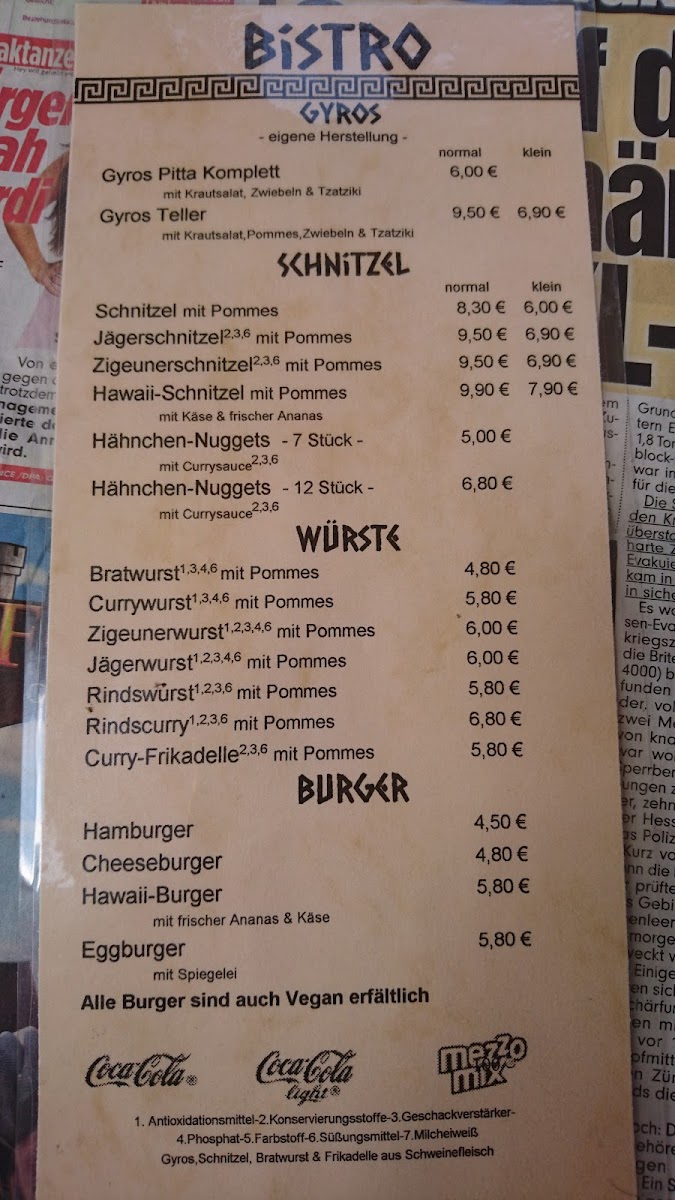 BiSTRO
GYROS
- eigene Herstellung -
normal klein
Gyros Pitta Komplett 6,00 €
mit Krautsalat, Zwiebeln & Tzatziki
Gyros Teller 9,50 € 6,90 €
mit Krautsalat,Pommes,Zwiebeln & Tzatziki
SCHNiTZEL
normal klein
Schnitzel mit Pommes 8,30 € 6,00 €
Jägerschnitzel2,3,6 mit Pommes 9,50 € 6,90 €
Zigeunerschnitzel2,3,6 mit Pommes 9,50 € 6,90 €
Hawaii-Schnitzel mit Pommes 9,90 € 7,90 €
mit Käse & frischer Ananas
Hähnchen-Nuggets - 7 Stück - 5,00 €
mit Currysauce2,3,6
Hähnchen-Nuggets - 12 Stück - 6,80 €
mit Currysauce2,3,6
WÜRSTE
Bratwurst1,3,4,6 mit Pommes 4,80 €
Currywurst1,3,4,6 mit Pommes 5,80 €
Zigeunerwurst1,2,3,4,6 mit Pommes 6,00 €
Jägerwurst1,2,3,4,6 mit Pommes 6,00 €
Rindswürst1,2,3,6 mit Pommes 5,80 €
Rindscurry1,2,3,6 mit Pommes 6,80 €
Curry-Frikadelle2,3,6 mit Pommes 5,80 €
BURGER
Hamburger 4,50 €
Cheeseburger 4,80 €
Hawaii-Burger 5,80 €
mit frischer Ananas & Käse
Eggburger 5,80 €
mit Spiegelei
Alle Burger sind auch Vegan erfältlich
Coca-Cola® Coca-Cola light® mezzo mix®
1. Antioxidationsmittel-2.Konservierungsstoffe-3.Geschackverstärker-
4.Phosphat-5.Farbstoff-6.Süßungsmittel-7.Milcheiweiß
Gyros,Schnitzel, Bratwurst & Frikadelle aus Schweinefleisch